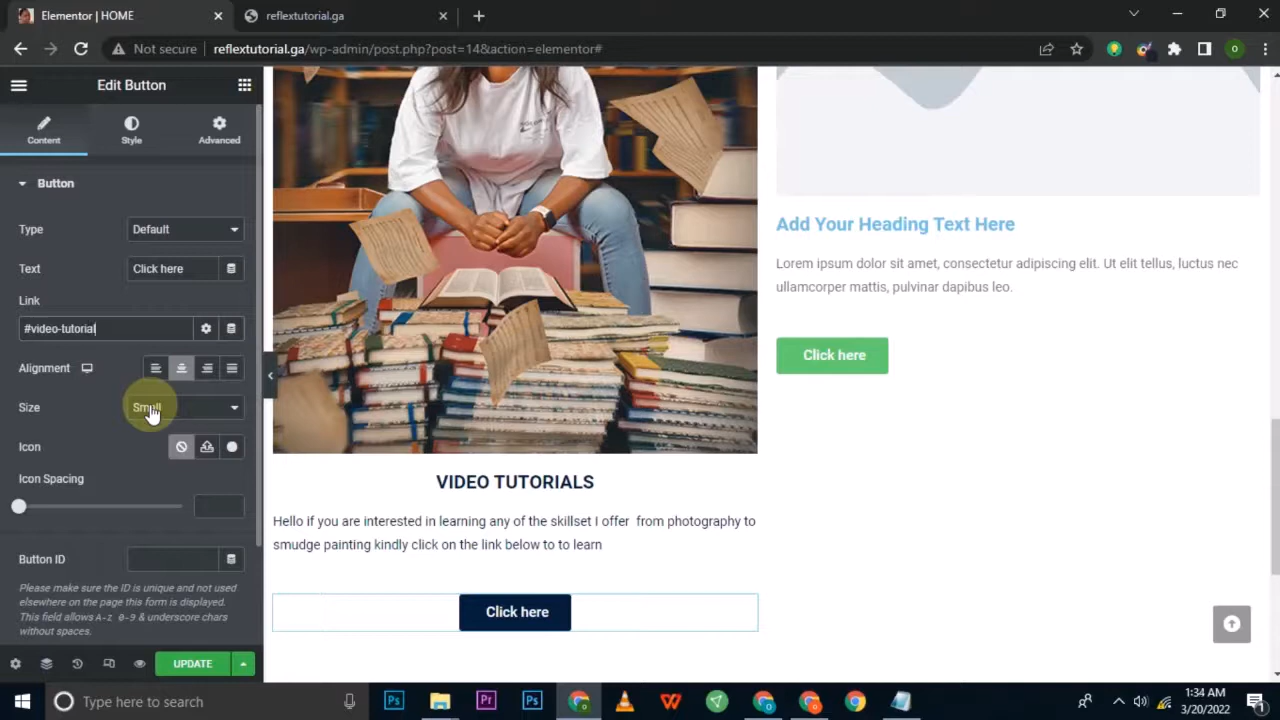 Elementor | HOME
reflextutorial.ga
Not secure
reflextutorial.ga/wp-admin/post.php?post=14&action=elementor#
o
Edit Button
Content
Style
Advanced
Button
Type
Default
Text
Click here
Link
#video-tutorial
Alignment
Size
Small
Icon
Icon Spacing
Button ID
Please make sure the ID is unique and not used
elsewhere on the page this form is displayed.
This field allows A-z 0-9 & underscore chars
without spaces.
UPDATE
VIDEO TUTORIALS
Hello if you are interested in learning any of the skillset I offer from photography to
smudge painting kindly click on the link below to to learn
Click here
Add Your Heading Text Here
Lorem ipsum dolor sit amet, consectetur adipiscing elit. Ut elit tellus, luctus nec
ullamcorper mattis, pulvinar dapibus leo.
Click here
Type here to search
Ps
Pr
Ps
1:34 AM
3/20/2022
1